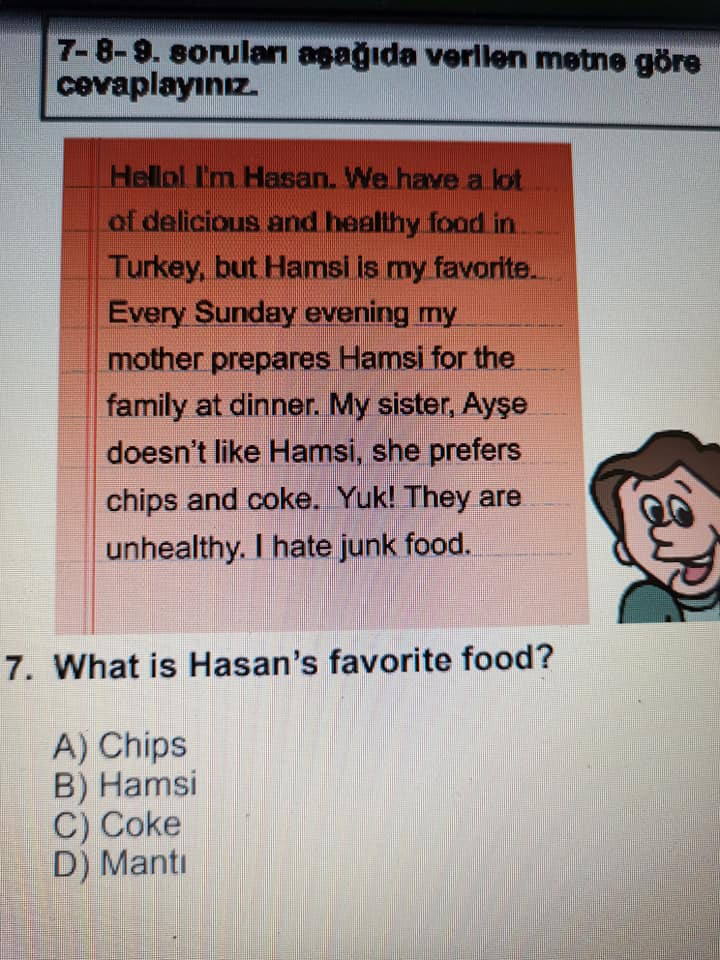 7- 8- 9. soruları aşağıda verilen metne göre
cevaplayınız.
Hello! I'm Hasan. We have a lot
of delicious and healthy food in
Turkey, but Hamsi is my favorite.
Every Sunday evening my
mother prepares Hamsi for the
family at dinner. My sister, Ayşe
doesn't like Hamsi, she prefers
chips and coke. Yuk! They are
unhealthy. I hate junk food.
7. What is Hasan's favorite food?
A) Chips
B) Hamsi
C) Coke
D) Mantı